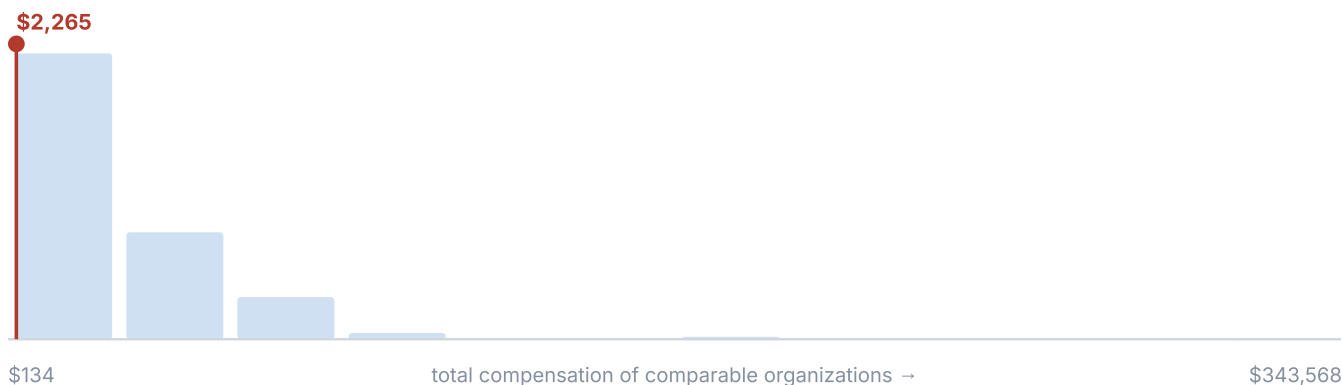 $2,265
$134 total compensation of comparable organizations → $343,568